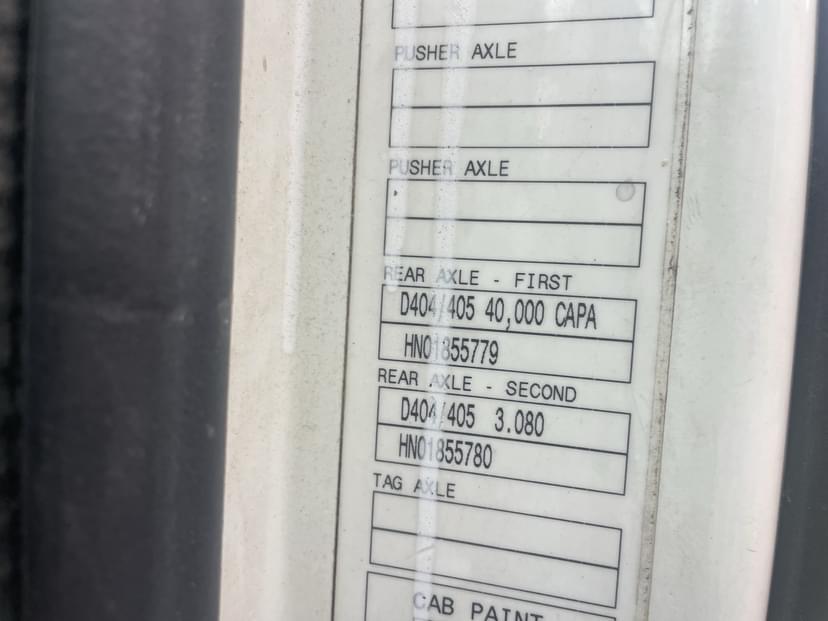 PUSHER AXLE
PUSHER AXLE
REAR AXLE - FIRST
D404/405 40,000 CAPA
HN01855779
REAR AXLE - SECOND
D404/405 3.080
HN01855780
TAG AXLE
CAB PAINT